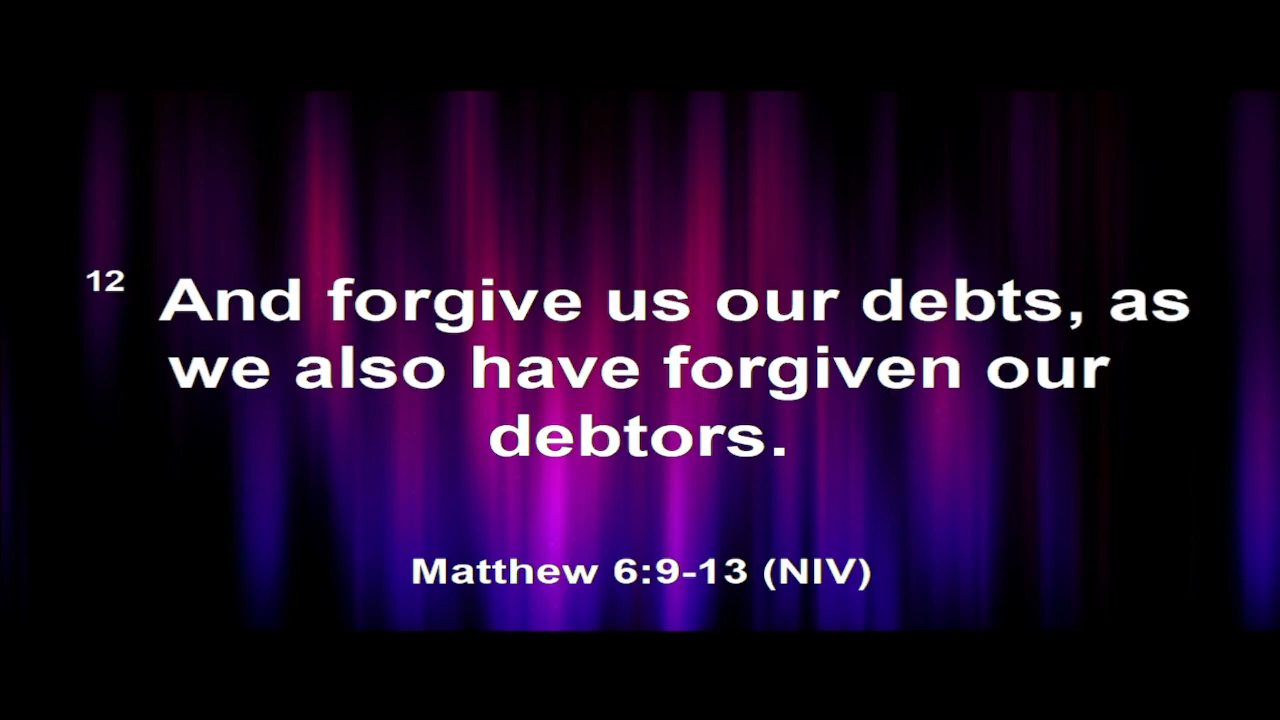 12 And forgive us our debts, as
we also have forgiven our
debtors.
Matthew 6:9-13 (NIV)